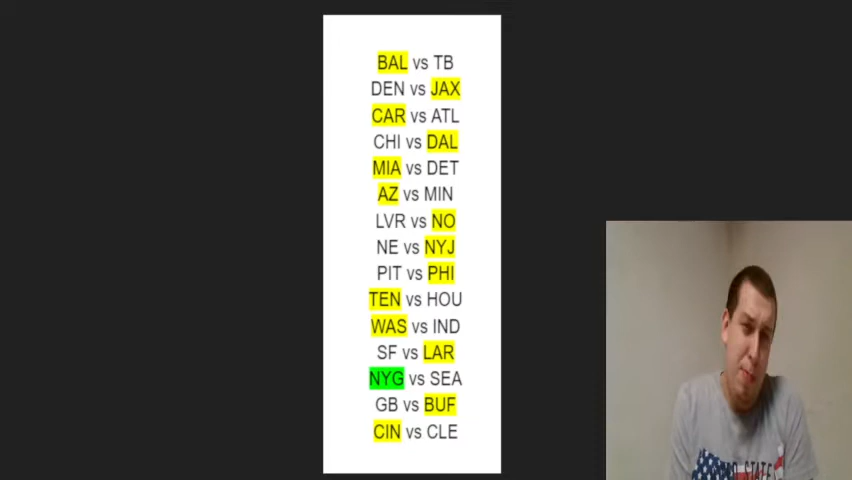 BAL vs TB
DEN vs JAX
CAR vs ATL
CHI vs DAL
MIA vs DET
AZ vs MIN
LVR vs NO
NE vs NYJ
PIT vs PHI
TEN vs HOU
WAS vs IND
SF vs LAR
NYG vs SEA
GB vs BUF
CIN vs CLE
STATE